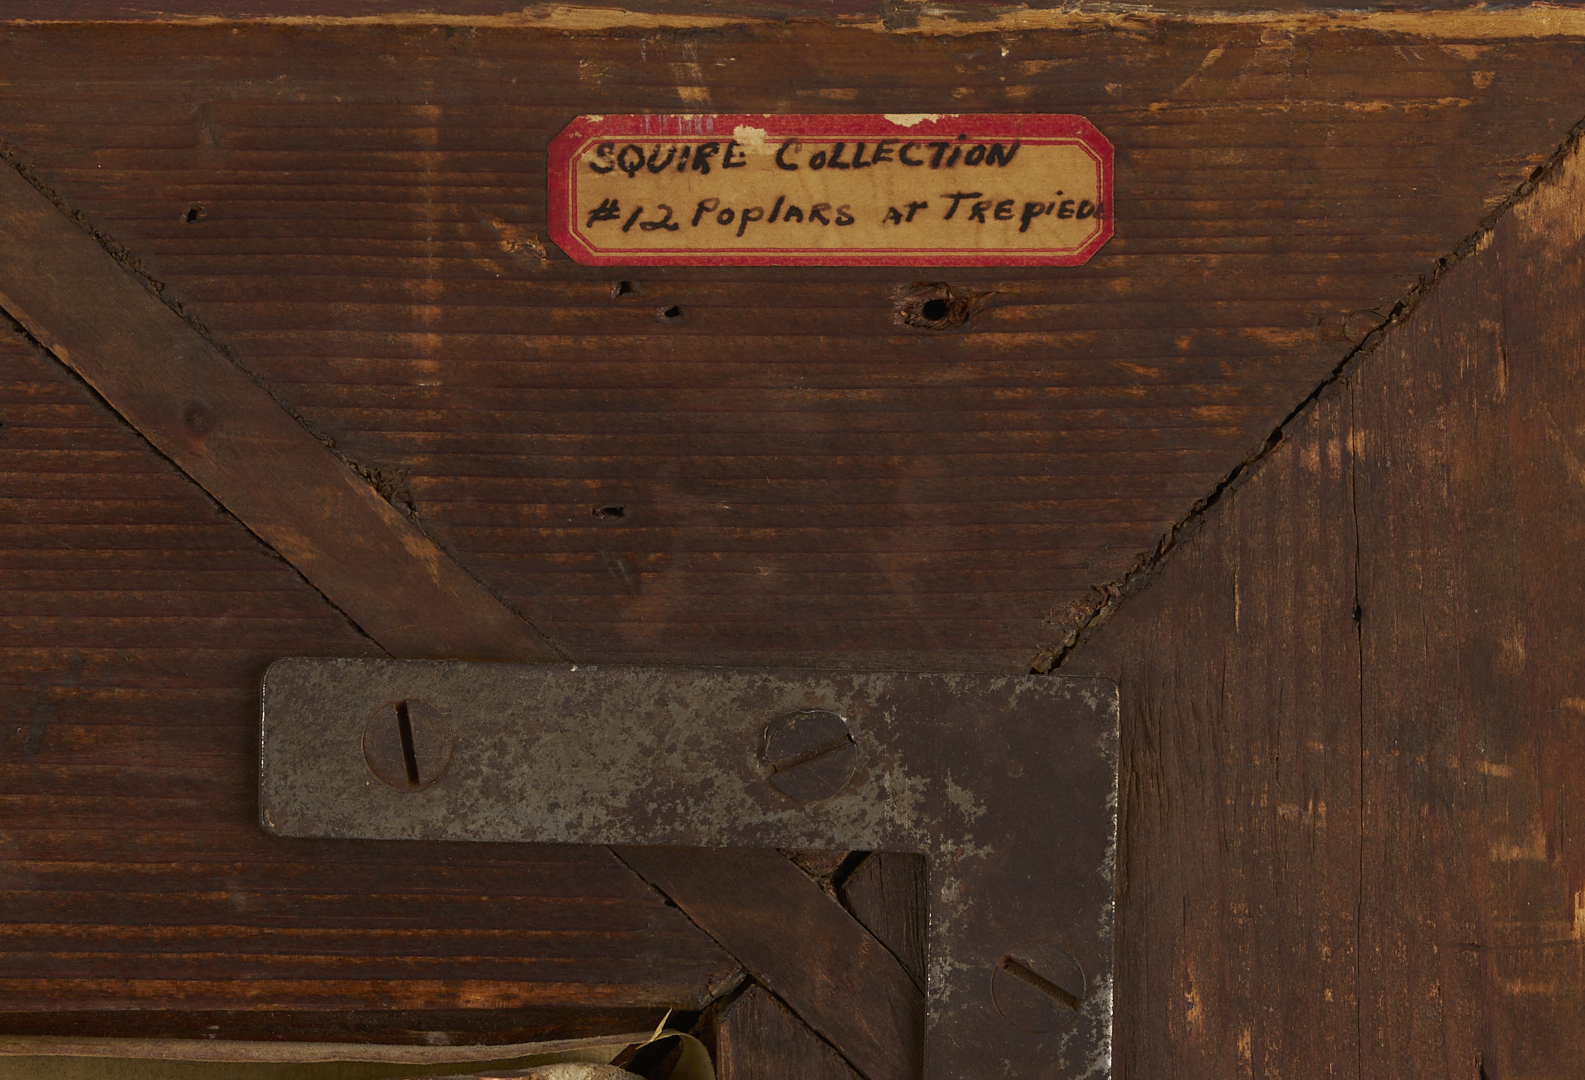 SQUIRE COLLECTION
#12 POPlARS AT TREPIED